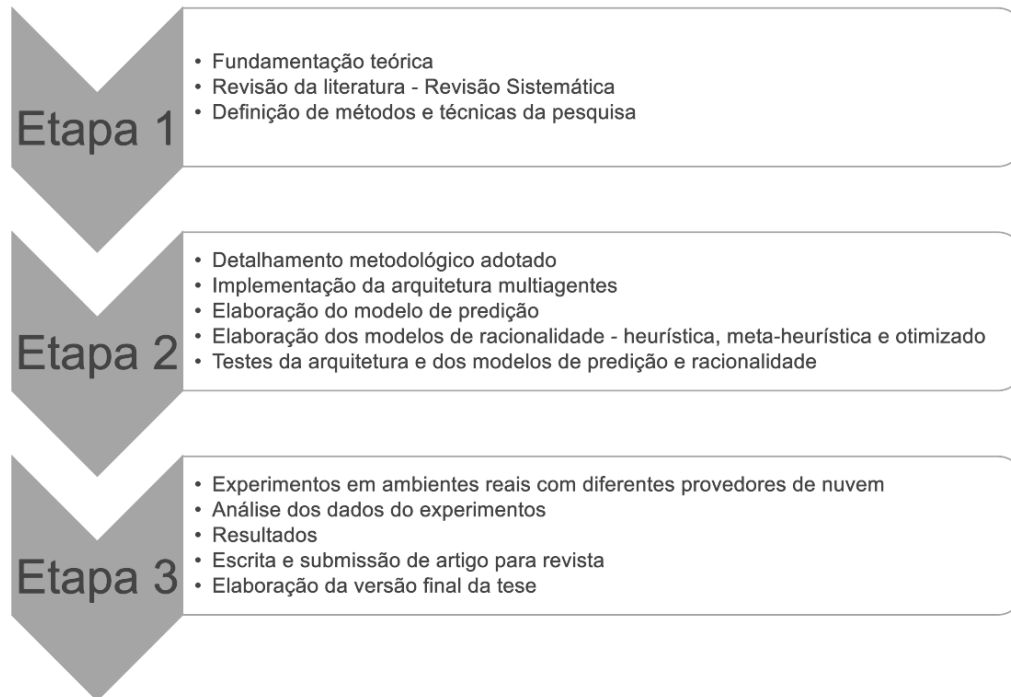 Etapa 1
• Fundamentação teórica
• Revisão da literatura - Revisão Sistemática
• Definição de métodos e técnicas da pesquisa
Etapa 2
• Detalhamento metodológico adotado
• Implementação da arquitetura multiagentes
• Elaboração do modelo de predição
• Elaboração dos modelos de racionalidade - heurística, meta-heurística e otimizado
• Testes da arquitetura e dos modelos de predição e racionalidade
Etapa 3
• Experimentos em ambientes reais com diferentes provedores de nuvem
• Análise dos dados do experimentos
• Resultados
• Escrita e submissão de artigo para revista
• Elaboração da versão final da tese